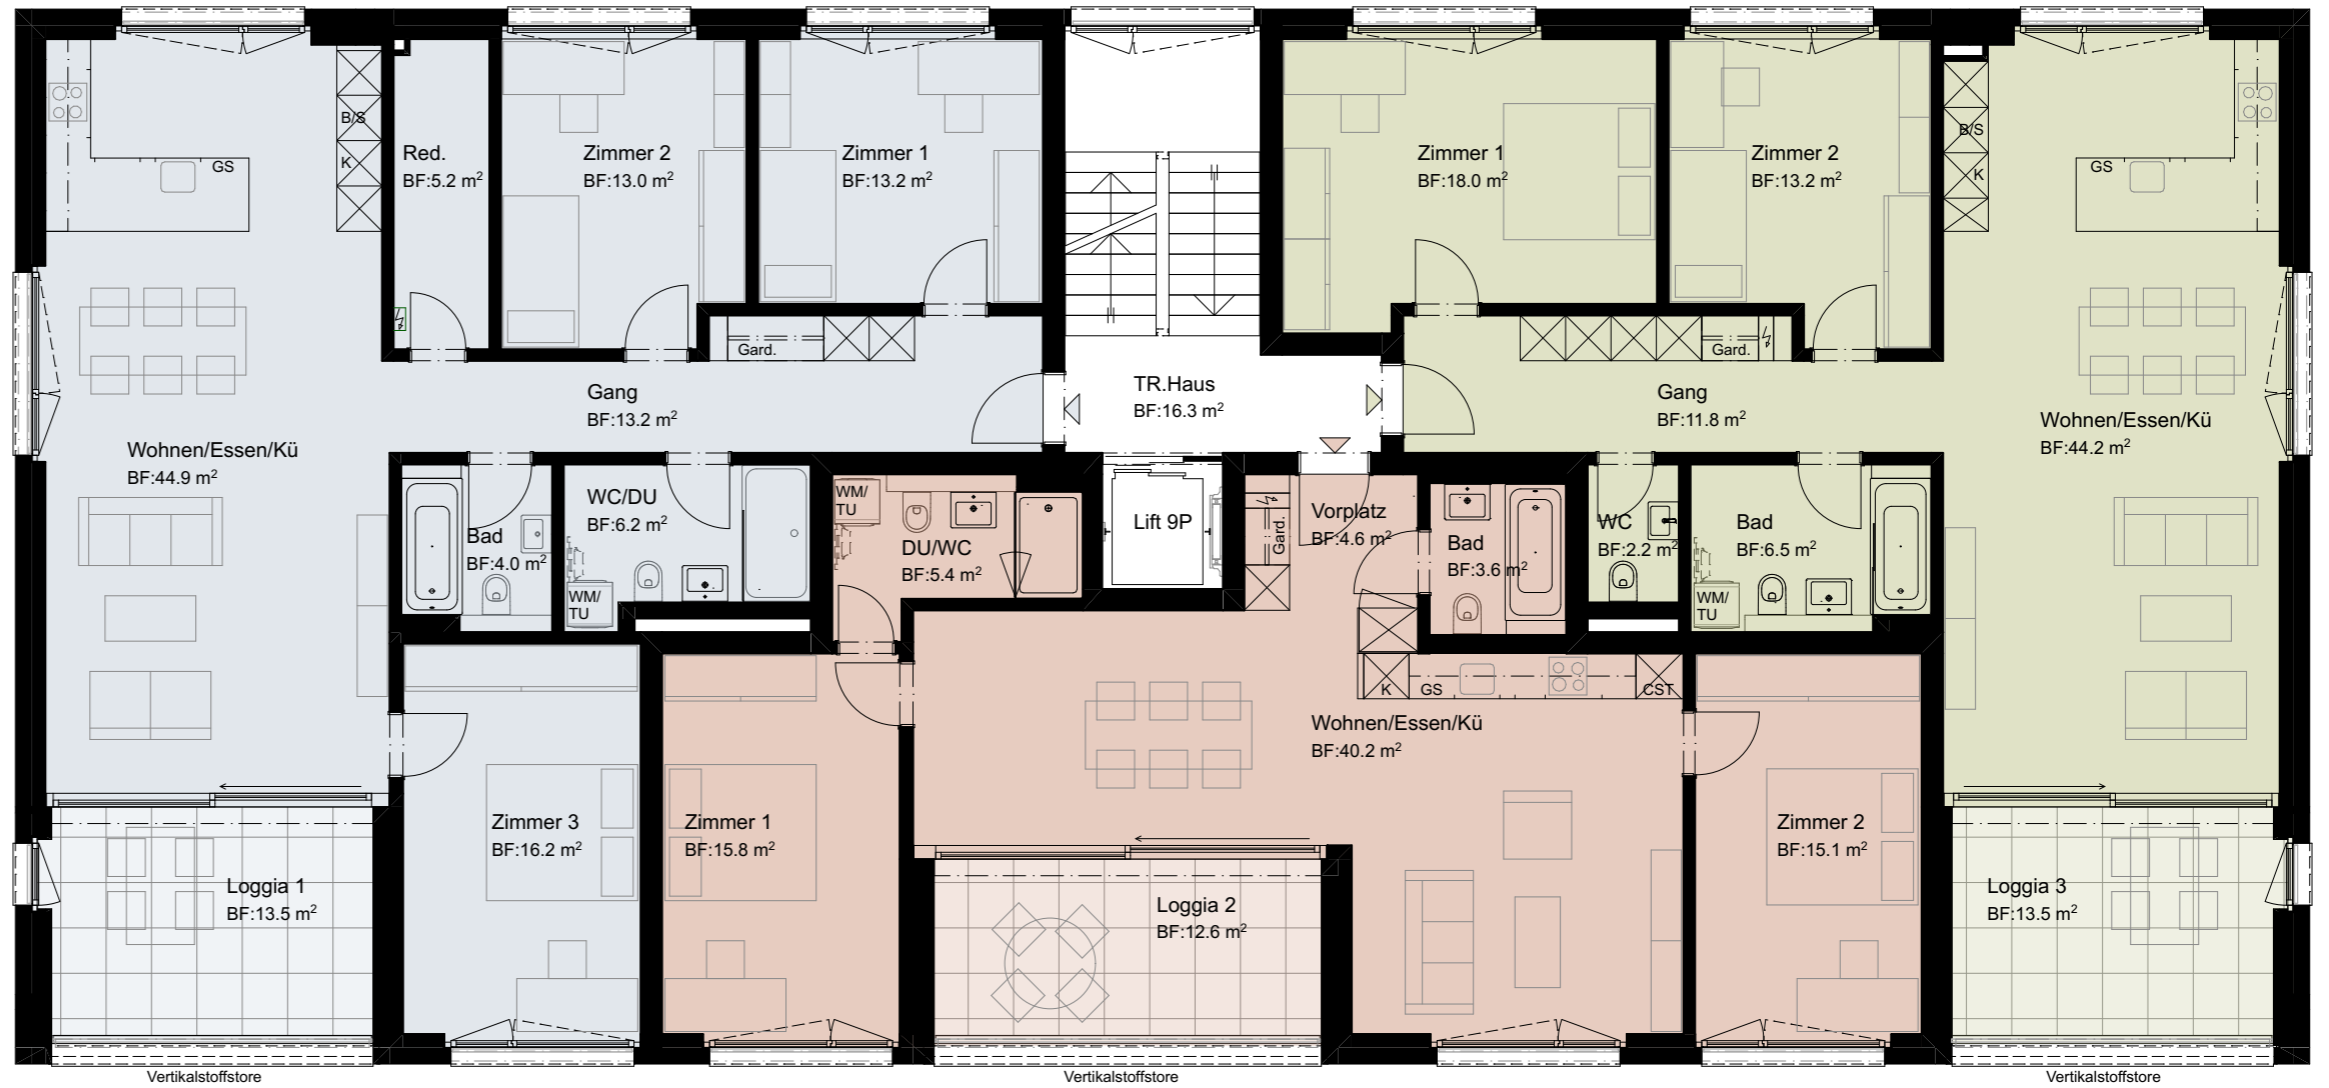 B/S
K
GS
Red.
BF:5.2 m²
Zimmer 2
BF:13.0 m²
Zimmer 1
BF:13.2 m²
Zimmer 1
BF:18.0 m²
Zimmer 2
BF:13.2 m²
B/S
K
GS
Gard.
Gard.
Gang
BF:13.2 m²
TR.Haus
BF:16.3 m²
Gang
BF:11.8 m²
Wohnen/Essen/Kü
BF:44.9 m²
Wohnen/Essen/Kü
BF:44.2 m²
Bad
BF:4.0 m²
WC/DU
BF:6.2 m²
WM/
TU
WM/
TU
DU/WC
BF:5.4 m²
Lift 9P
Gard.
Vorplatz
BF:4.6 m²
Bad
BF:3.6 m²
WC
BF:2.2 m²
Bad
BF:6.5 m²
WM/
TU
K
GS
CST
Wohnen/Essen/Kü
BF:40.2 m²
Zimmer 3
BF:16.2 m²
Zimmer 1
BF:15.8 m²
Zimmer 2
BF:15.1 m²
Loggia 1
BF:13.5 m²
Loggia 2
BF:12.6 m²
Loggia 3
BF:13.5 m²
Vertikalstoffstore
Vertikalstoffstore
Vertikalstoffstore